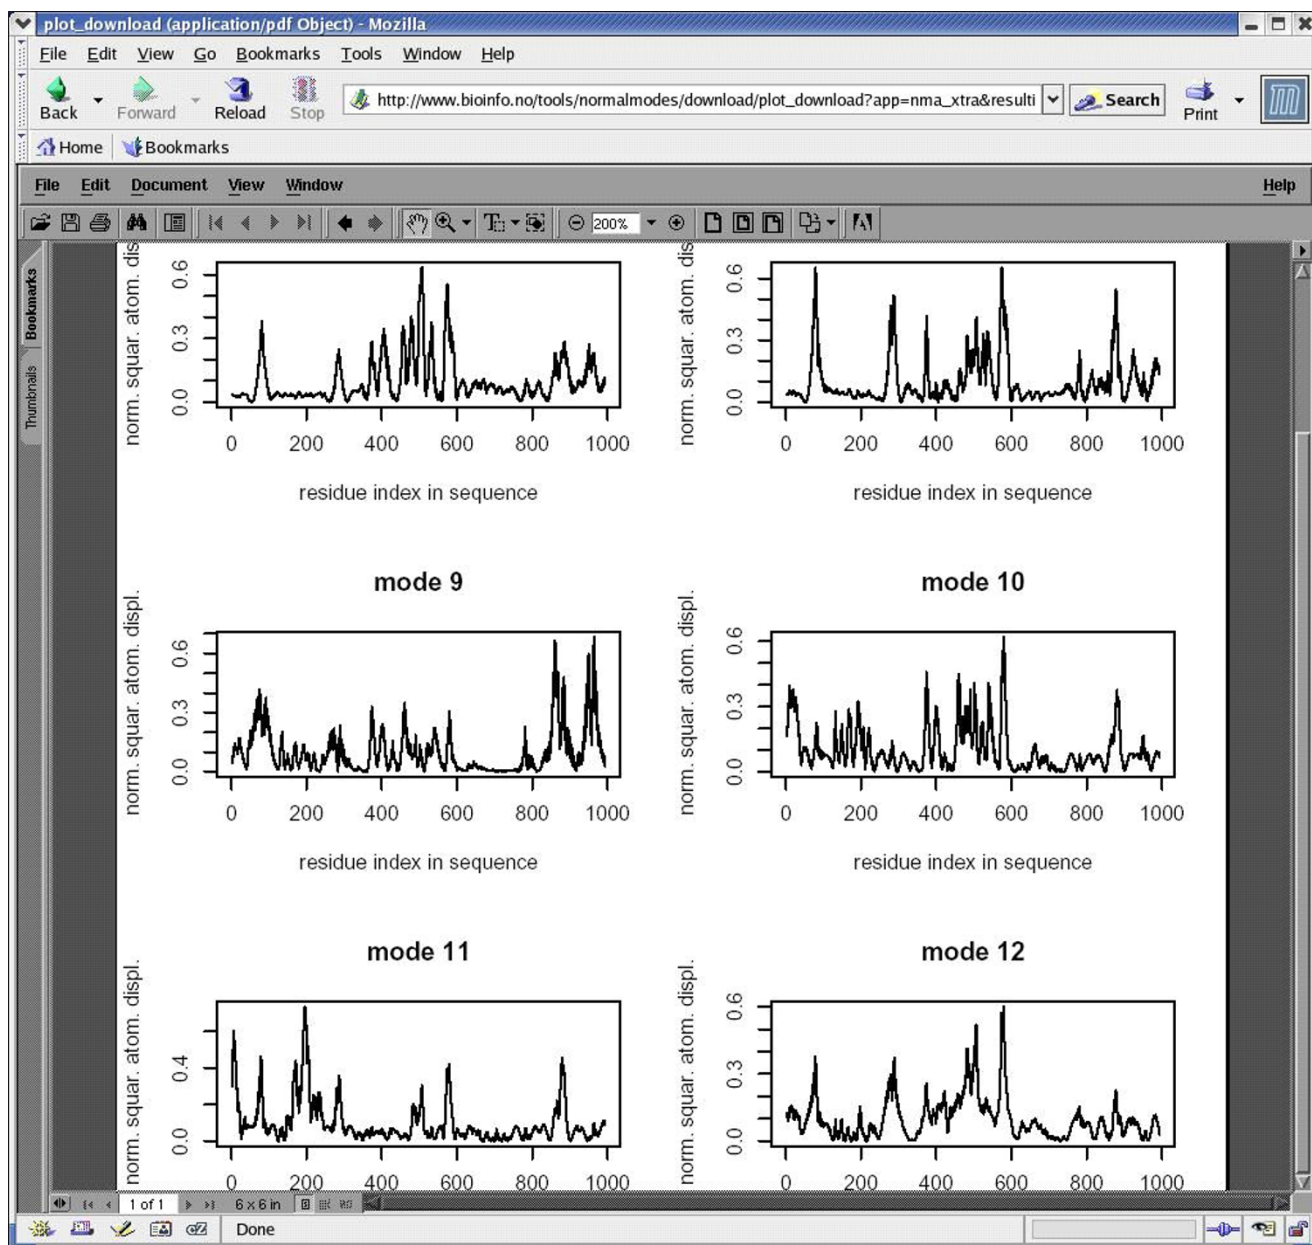 plot_download (application/pdf Object) - Mozilla
File Edit View Go Bookmarks Tools Window Help
http://www.bioinfo.no/tools/normalmodes/download/plot_download?app=nma_xtra&resulti Search
Back Forward Reload Stop Print
Home Bookmarks
File Edit Document View Window Help
200%
Bookmarks
Thumbnails
norm. squar. atom. dis
0.6
0.3
0.0
0 200 400 600 800 1000
residue index in sequence
norm. squar. atom. dis
0.6
0.3
0.0
0 200 400 600 800 1000
residue index in sequence
mode 9
norm. squar. atom. displ.
0.6
0.3
0.0
0 200 400 600 800 1000
residue index in sequence
mode 10
norm. squar. atom. displ.
0.6
0.3
0.0
0 200 400 600 800 1000
residue index in sequence
mode 11
norm. squar. atom. displ.
0.4
0.0
0 200 400 600 800 1000
mode 12
norm. squar. atom. displ.
0.6
0.3
0.0
0 200 400 600 800 1000
1 of 1 6 x 6 in
Done